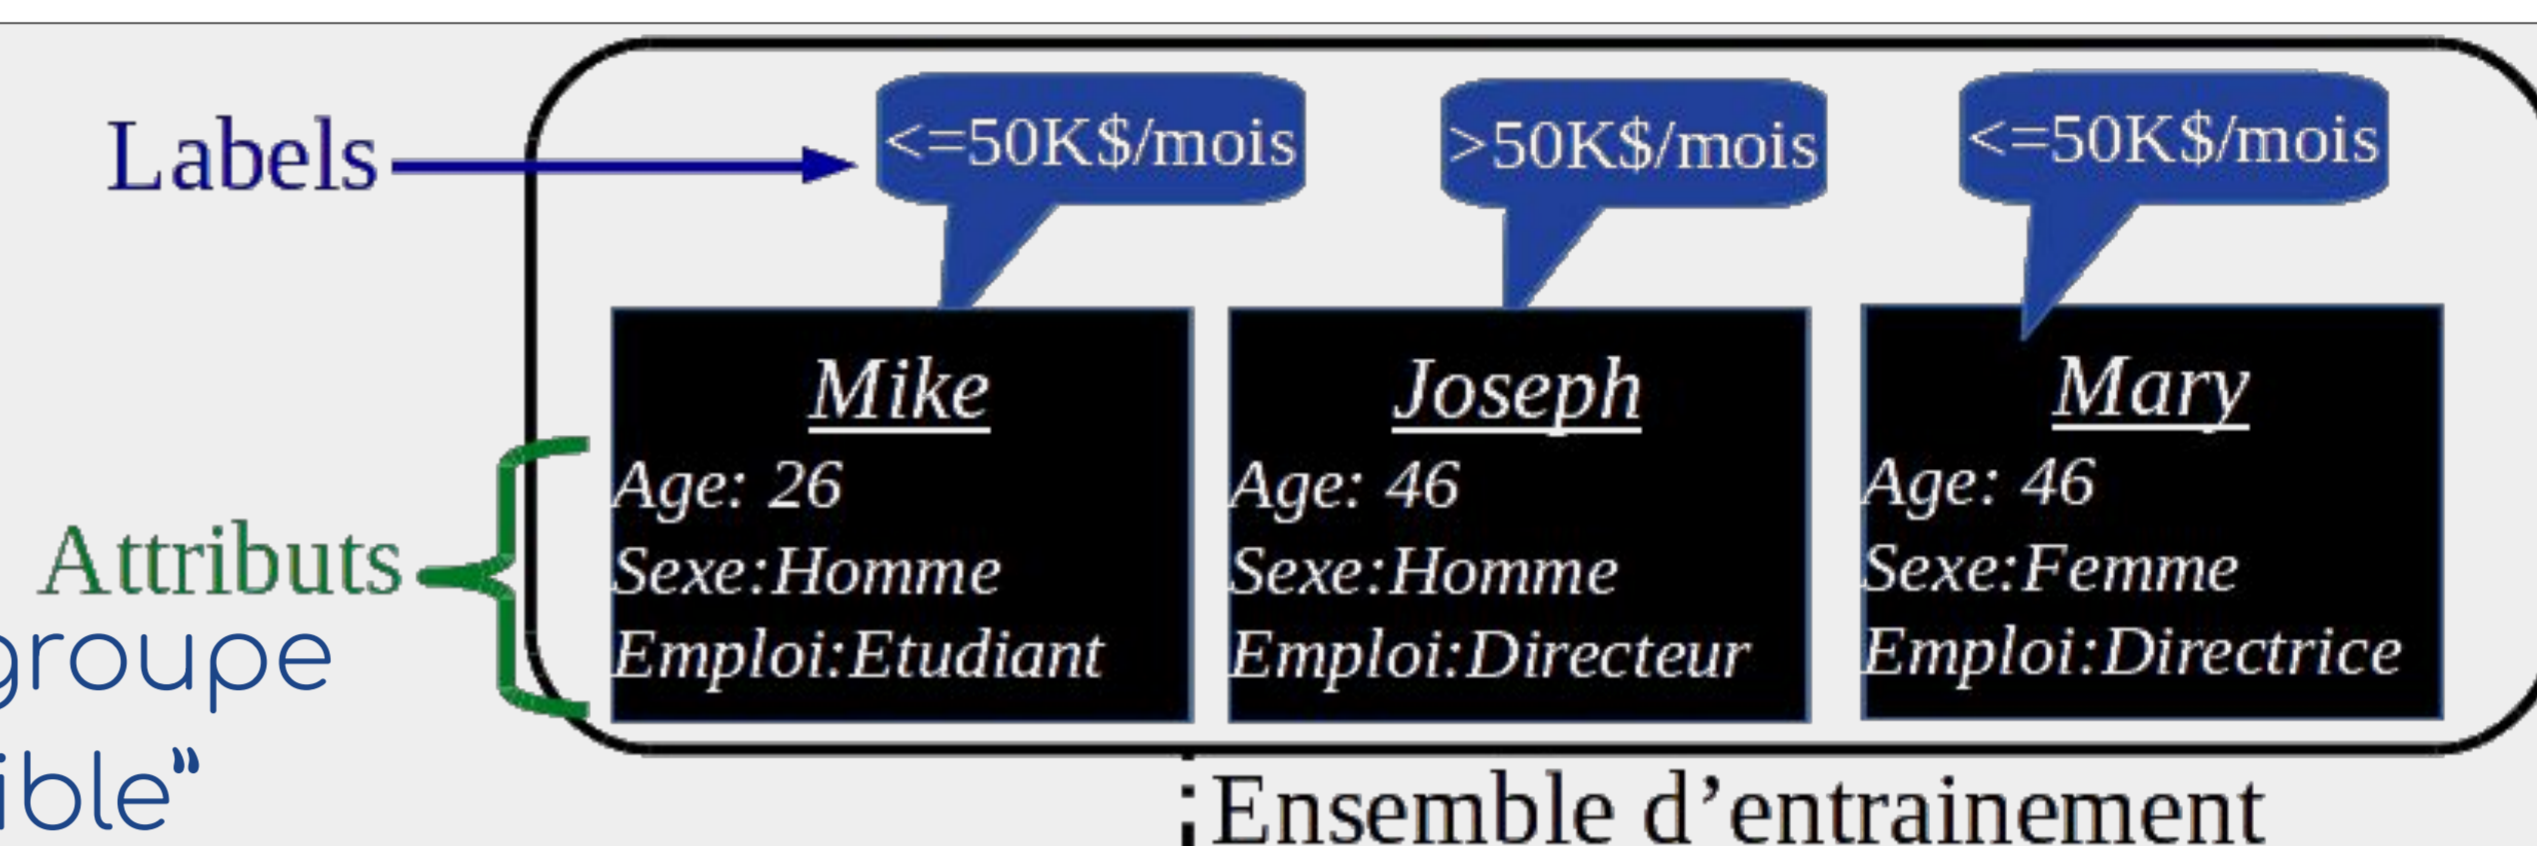 Labels
<=50K$/mois
>50K$/mois
<=50K$/mois
Mike
Age: 26
Sexe:Homme
Emploi:Etudiant
Joseph
Age: 46
Sexe:Homme
Emploi:Directeur
Mary
Age: 46
Sexe:Femme
Emploi:Directrice
Attributs
groupe
ible”
Ensemble d’entrainement